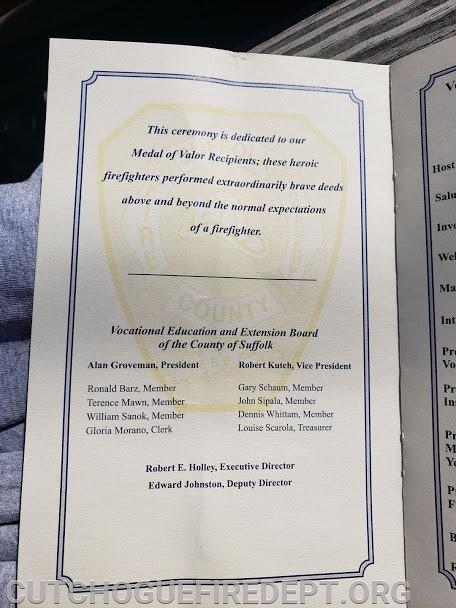 This ceremony is dedicated to our
Medal of Valor Recipients; these heroic
firefighters performed extraordinarily brave deeds
above and beyond the normal expectations
of a firefighter.
FIRE
COUNTY
Vocational Education and Extension Board
of the County of Suffolk
Alan Groveman, President
Robert Kutch, Vice President
Ronald Barz, Member
Gary Schaum, Member
Terence Mawn, Member
John Sipala, Member
William Sanok, Member
Dennis Whittam, Member
Gloria Morano, Clerk
Louise Scarola, Treasurer
Robert E. Holley, Executive Director
Edward Johnston, Deputy Director
Host
CUTCHOGUEFIREDEPT.ORG